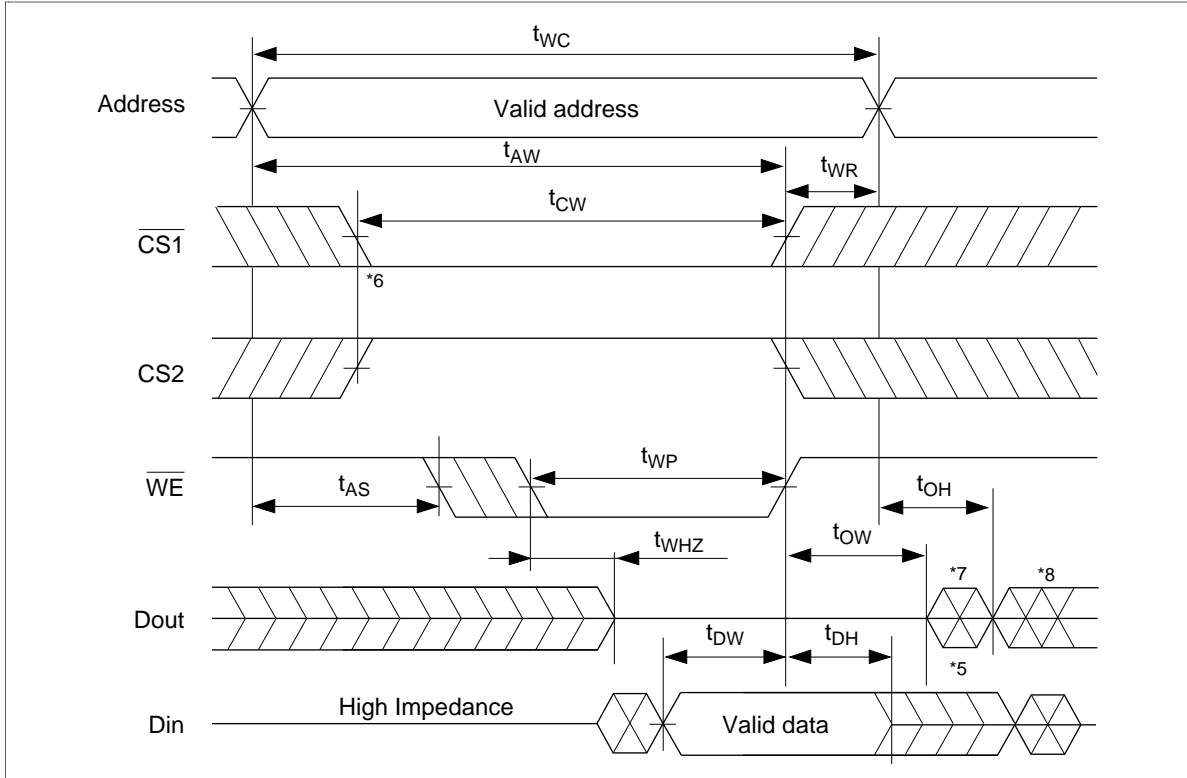 tWC
Address
Valid address
tAW
tWR
tCW
CS1
*6
CS2
WE
tWP
tAS
tOH
tWHZ
tOW
*7
*8
Dout
tDW
tDH
*5
High Impedance
Din
Valid data